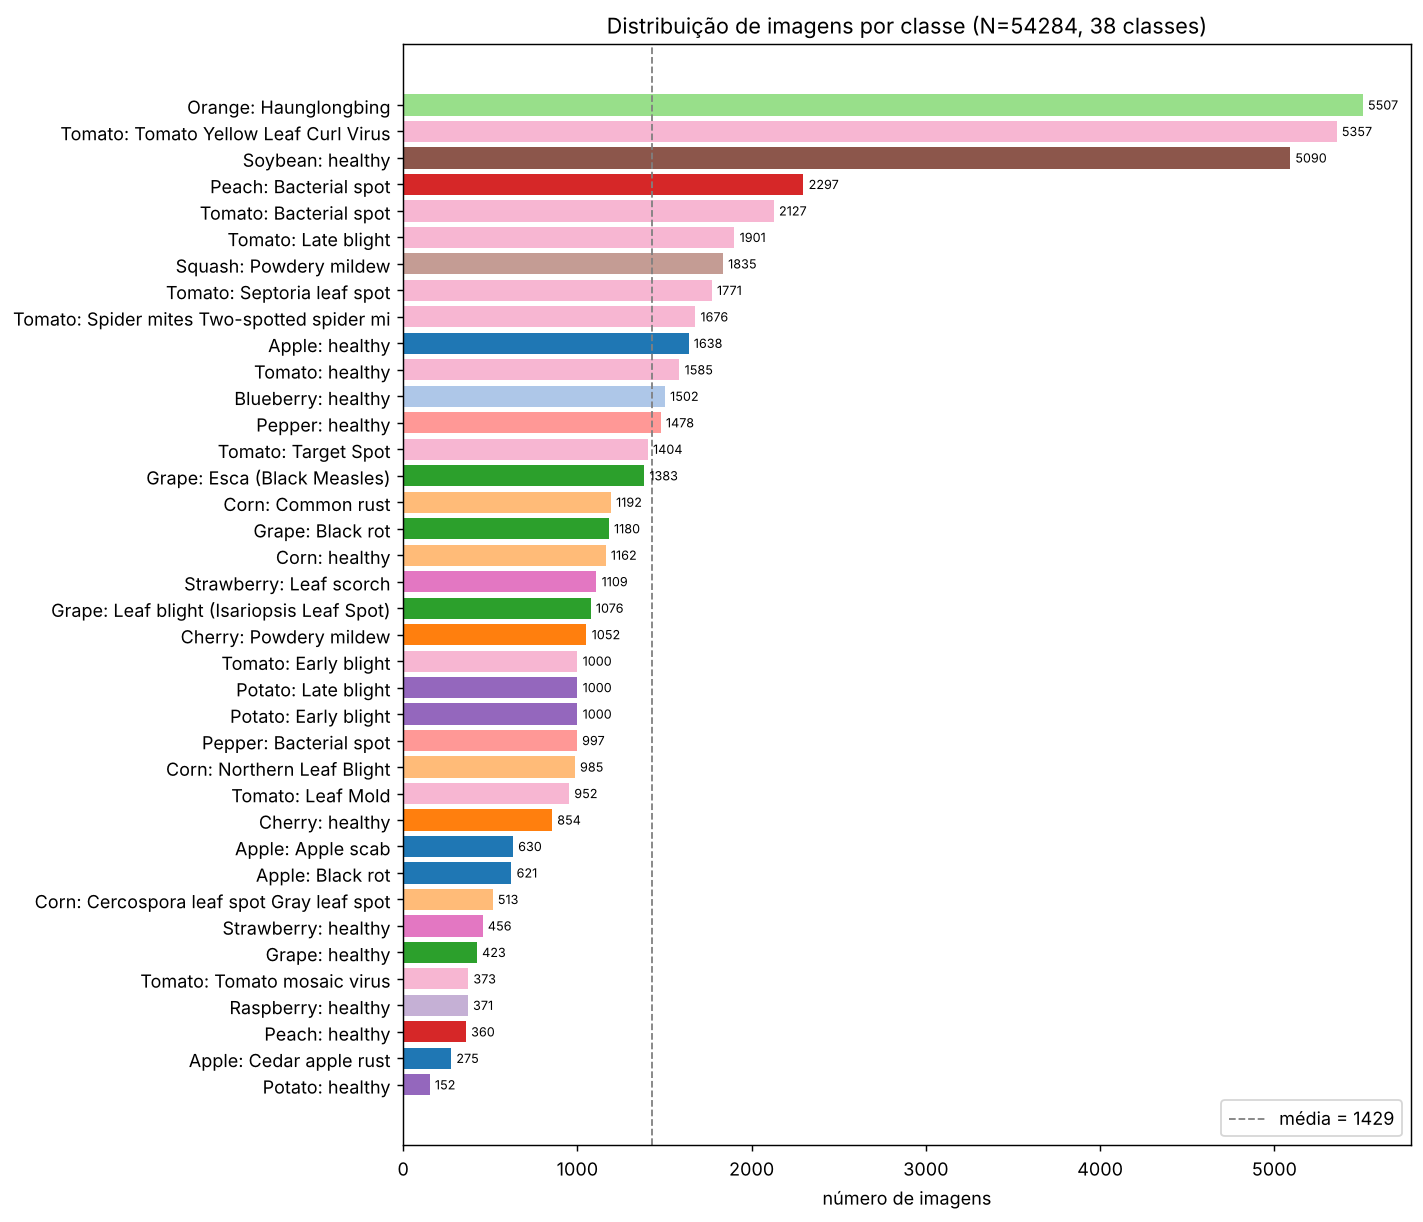 Distribuição de imagens por classe (N=54284, 38 classes)
Orange: Haunglongbing 5507
Tomato: Tomato Yellow Leaf Curl Virus 5357
Soybean: healthy 5090
Peach: Bacterial spot 2297
Tomato: Bacterial spot 2127
Tomato: Late blight 1901
Squash: Powdery mildew 1835
Tomato: Septoria leaf spot 1771
Tomato: Spider mites Two-spotted spider mi 1676
Apple: healthy 1638
Tomato: healthy 1585
Blueberry: healthy 1502
Pepper: healthy 1478
Tomato: Target Spot 1404
Grape: Esca (Black Measles) 1383
Corn: Common rust 1192
Grape: Black rot 1180
Corn: healthy 1162
Strawberry: Leaf scorch 1109
Grape: Leaf blight (Isariopsis Leaf Spot) 1076
Cherry: Powdery mildew 1052
Tomato: Early blight 1000
Potato: Late blight 1000
Potato: Early blight 1000
Pepper: Bacterial spot 997
Corn: Northern Leaf Blight 985
Tomato: Leaf Mold 952
Cherry: healthy 854
Apple: Apple scab 630
Apple: Black rot 621
Corn: Cercospora leaf spot Gray leaf spot 513
Strawberry: healthy 456
Grape: healthy 423
Tomato: Tomato mosaic virus 373
Raspberry: healthy 371
Peach: healthy 360
Apple: Cedar apple rust 275
Potato: healthy 152
média = 1429
0 1000 2000 3000 4000 5000
número de imagens